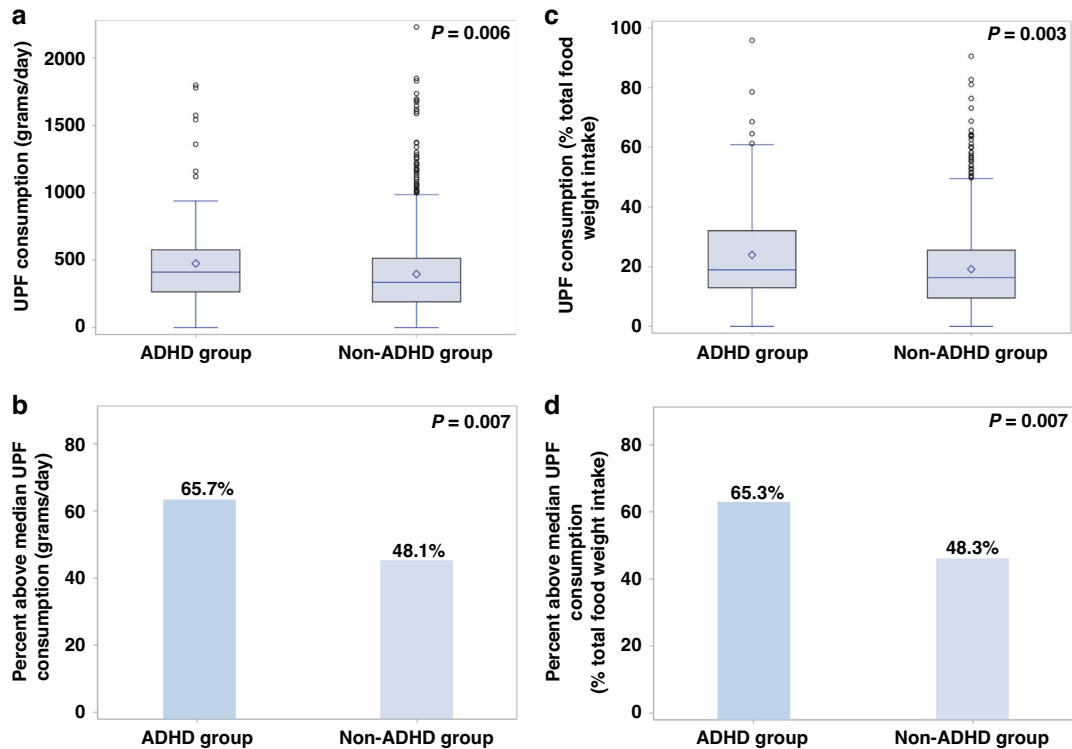 a
P = 0.006
UPF consumption (grams/day)
2000
1500
1000
500
0
ADHD group
Non-ADHD group
c
P = 0.003
UPF consumption (% total food
weight intake)
100
80
60
40
20
0
ADHD group
Non-ADHD group
b
P = 0.007
Percent above median UPF
consumption (grams/day)
80
60
40
20
0
65.7%
48.1%
ADHD group
Non-ADHD group
d
P = 0.007
Percent above median UPF
consumption
(% total food weight intake)
80
60
40
20
0
65.3%
48.3%
ADHD group
Non-ADHD group